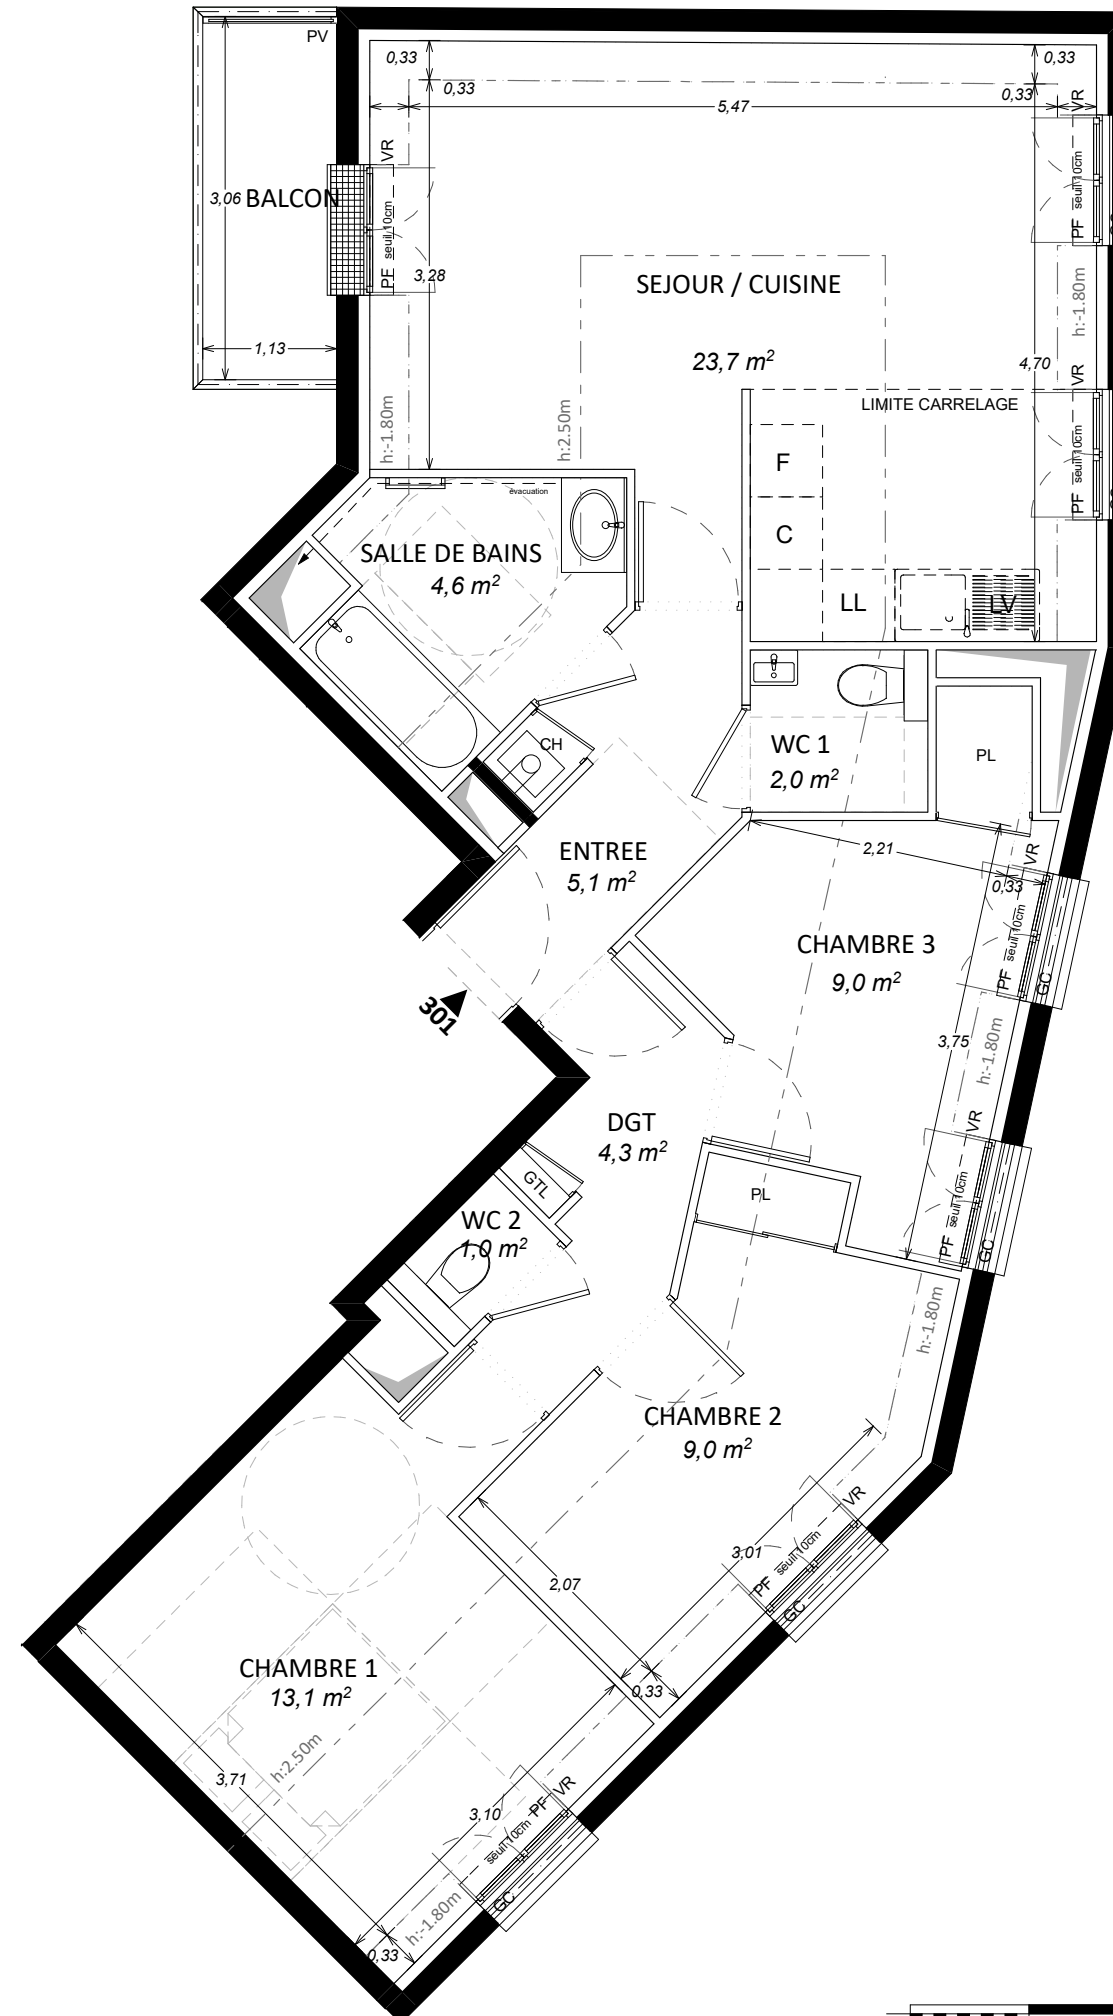 PV
0,33
0,33
0,33
0,33
5,47
VR
VR
3,06
BALCON
PF seuil 10cm
PF seuil 10cm
3,28
SEJOUR / CUISINE
h:-1.80m
1,13
23,7 m²
4,70
VR
LIMITE CARRELAGE
h:-1.80m
h:2.50m
F
PF seuil 10cm
évacuation
C
SALLE DE BAINS
4,6 m²
LL
LV
CH
WC 1
2,0 m²
PL
ENTREE
5,1 m²
2,21
VR
0,33
CHAMBRE 3
9,0 m²
PF seuil 10cm
GC
301
3,75
h:-1.80m
DGT
4,3 m²
VR
GTL
PL
WC 2
1,0 m²
PF seuil 10cm
GC
h:-1.80m
CHAMBRE 2
9,0 m²
VR
3,01
PF seuil 10cm
2,07
GC
CHAMBRE 1
13,1 m²
0,33
h:2.50m
3,71
3,10
PF VR
seuil 10cm
GC
h:-1.80m
0,33